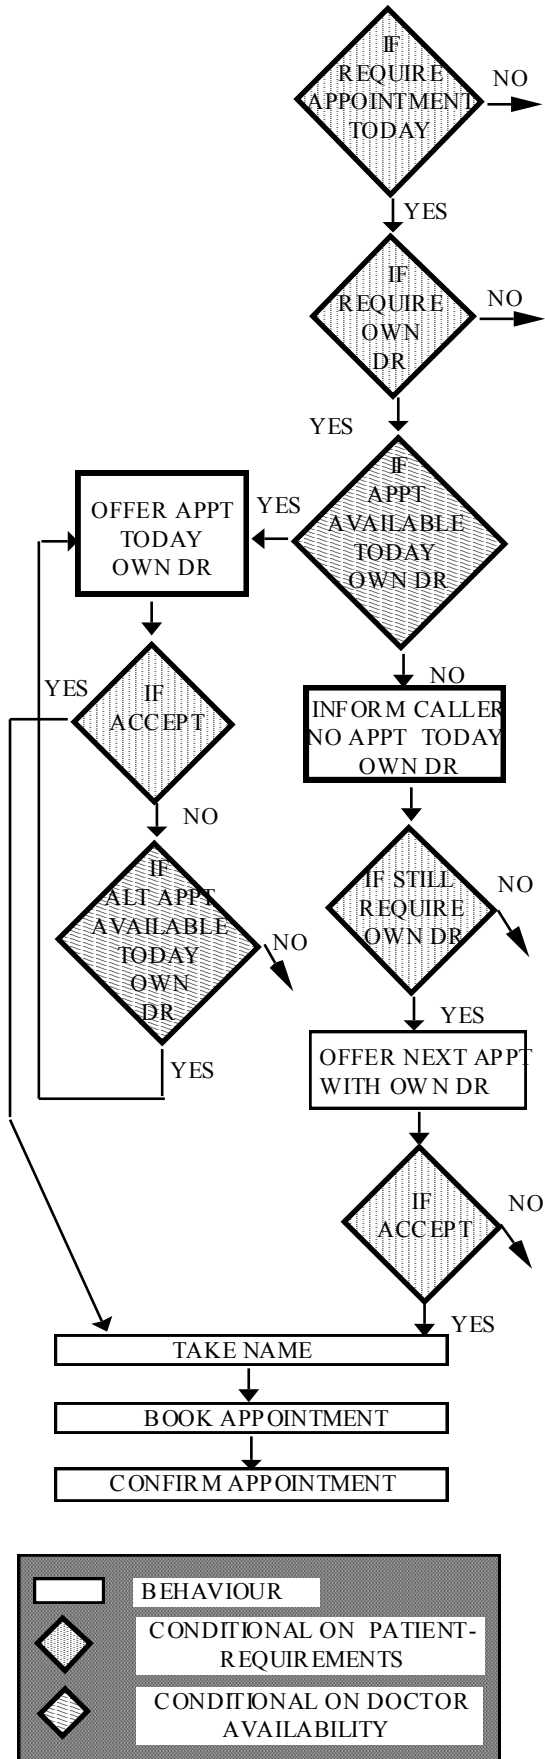 IF
REQUIRE
APPOINTMENT
TODAY
NO
YES
IF
REQUIRE
OWN
DR
NO
YES
IF
APPT
AVAILABLE
TODAY
OWN DR
YES
OFFER APPT
TODAY
OWN DR
NO
INFORM CALLER
NO APPT TODAY
OWN DR
YES
IF
ACCEPT
NO
IF
ALT APPT
AVAILABLE
TODAY
OWN
DR
NO
YES
IF STILL
REQUIRE
OWN DR
NO
YES
OFFER NEXT APPT
WITH OWN DR
IF
ACCEPT
NO
YES
TAKE NAME
BOOK APPOINTMENT
CONFIRM APPOINTMENT
BEHAVIOUR
CONDITIONAL ON PATIENT-
REQUIREMENTS
CONDITIONAL ON DOCTOR
AVAILABILITY